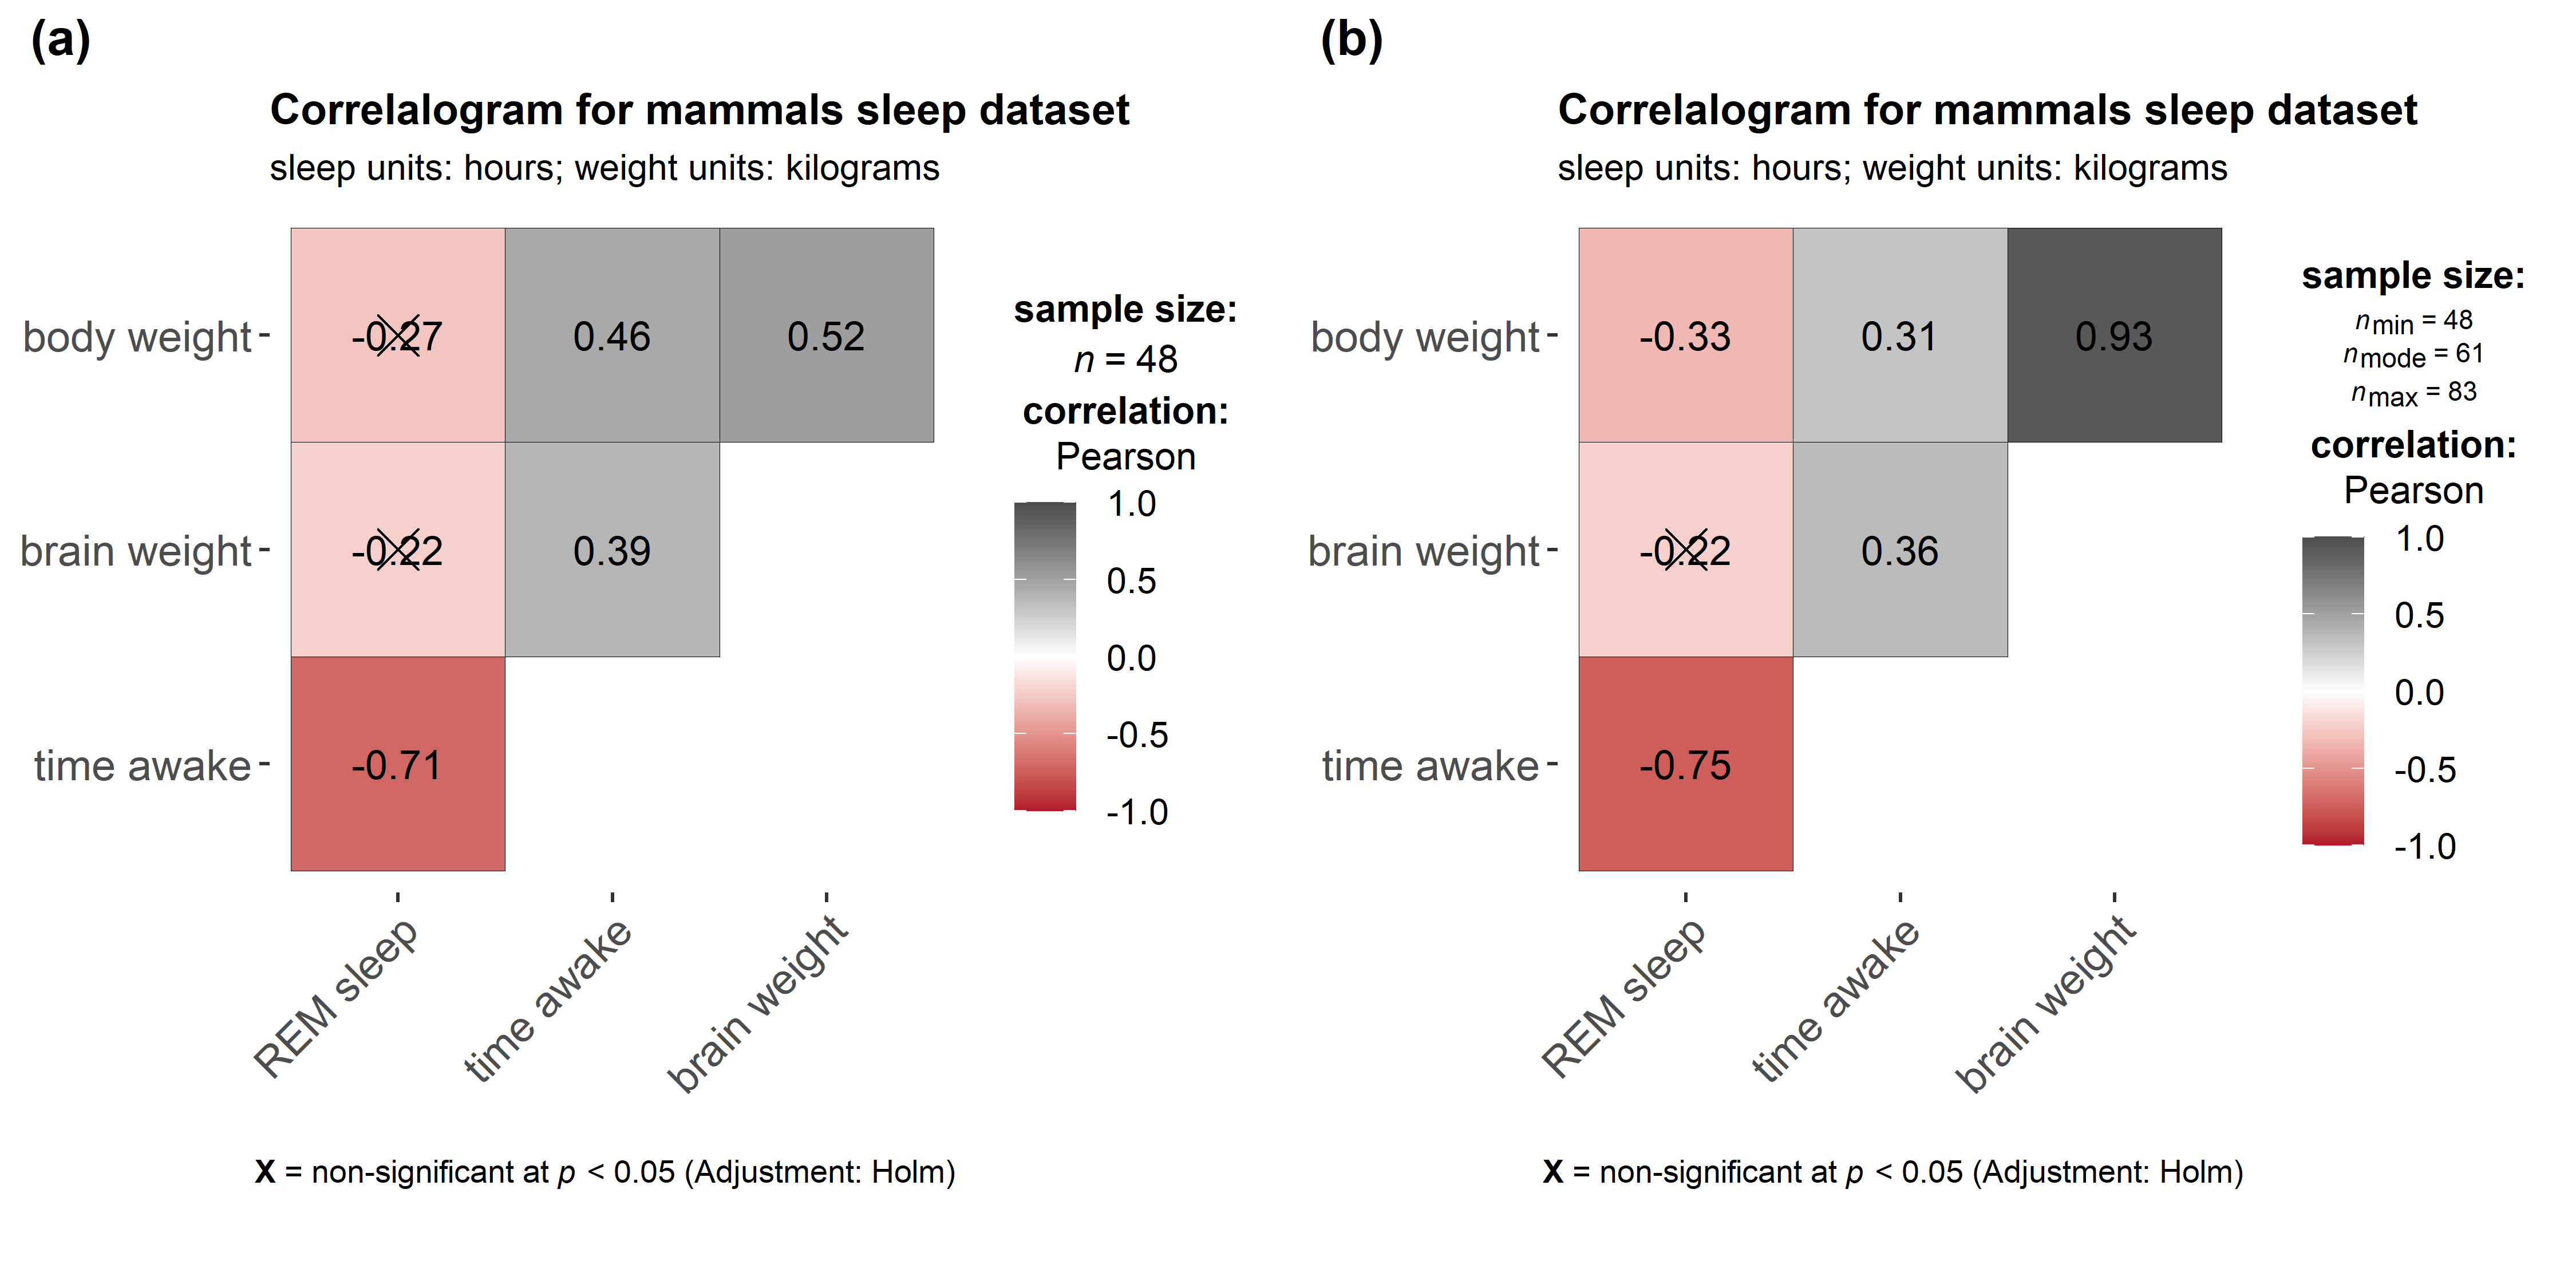 (a)
Correlalogram for mammals sleep dataset
sleep units: hours; weight units: kilograms
body weight
brain weight
time awake
-0.27
0.46
0.52
-0.22
0.39
-0.71
REM sleep
time awake
brain weight
sample size:
n = 48
correlation:
Pearson
1.0
0.5
0.0
-0.5
-1.0
X = non-significant at p < 0.05 (Adjustment: Holm)
(b)
Correlalogram for mammals sleep dataset
sleep units: hours; weight units: kilograms
body weight
brain weight
time awake
-0.33
0.31
0.93
-0.22
0.36
-0.75
REM sleep
time awake
brain weight
sample size:
nmin = 48
nmode = 61
nmax = 83
correlation:
Pearson
1.0
0.5
0.0
-0.5
-1.0
X = non-significant at p < 0.05 (Adjustment: Holm)